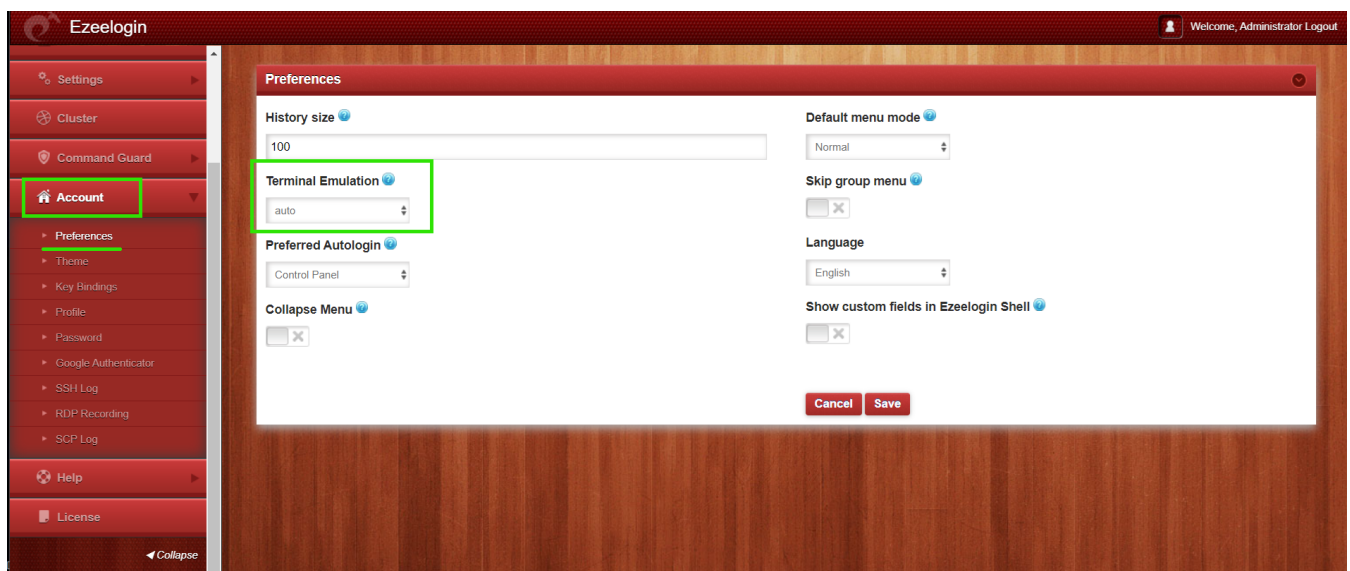 Ezeelogin
Welcome, Administrator Logout
Settings
Cluster
Command Guard
Account
Preferences
Theme
Key Bindings
Profile
Password
Google Authenticator
SSH Log
RDP Recording
SCP Log
Help
License
Collapse
Preferences
History size
100
Terminal Emulation
auto
Preferred Autologin
Control Panel
Collapse Menu
Default menu mode
Normal
Skip group menu
Language
English
Show custom fields in Ezeelogin Shell
Cancel Save